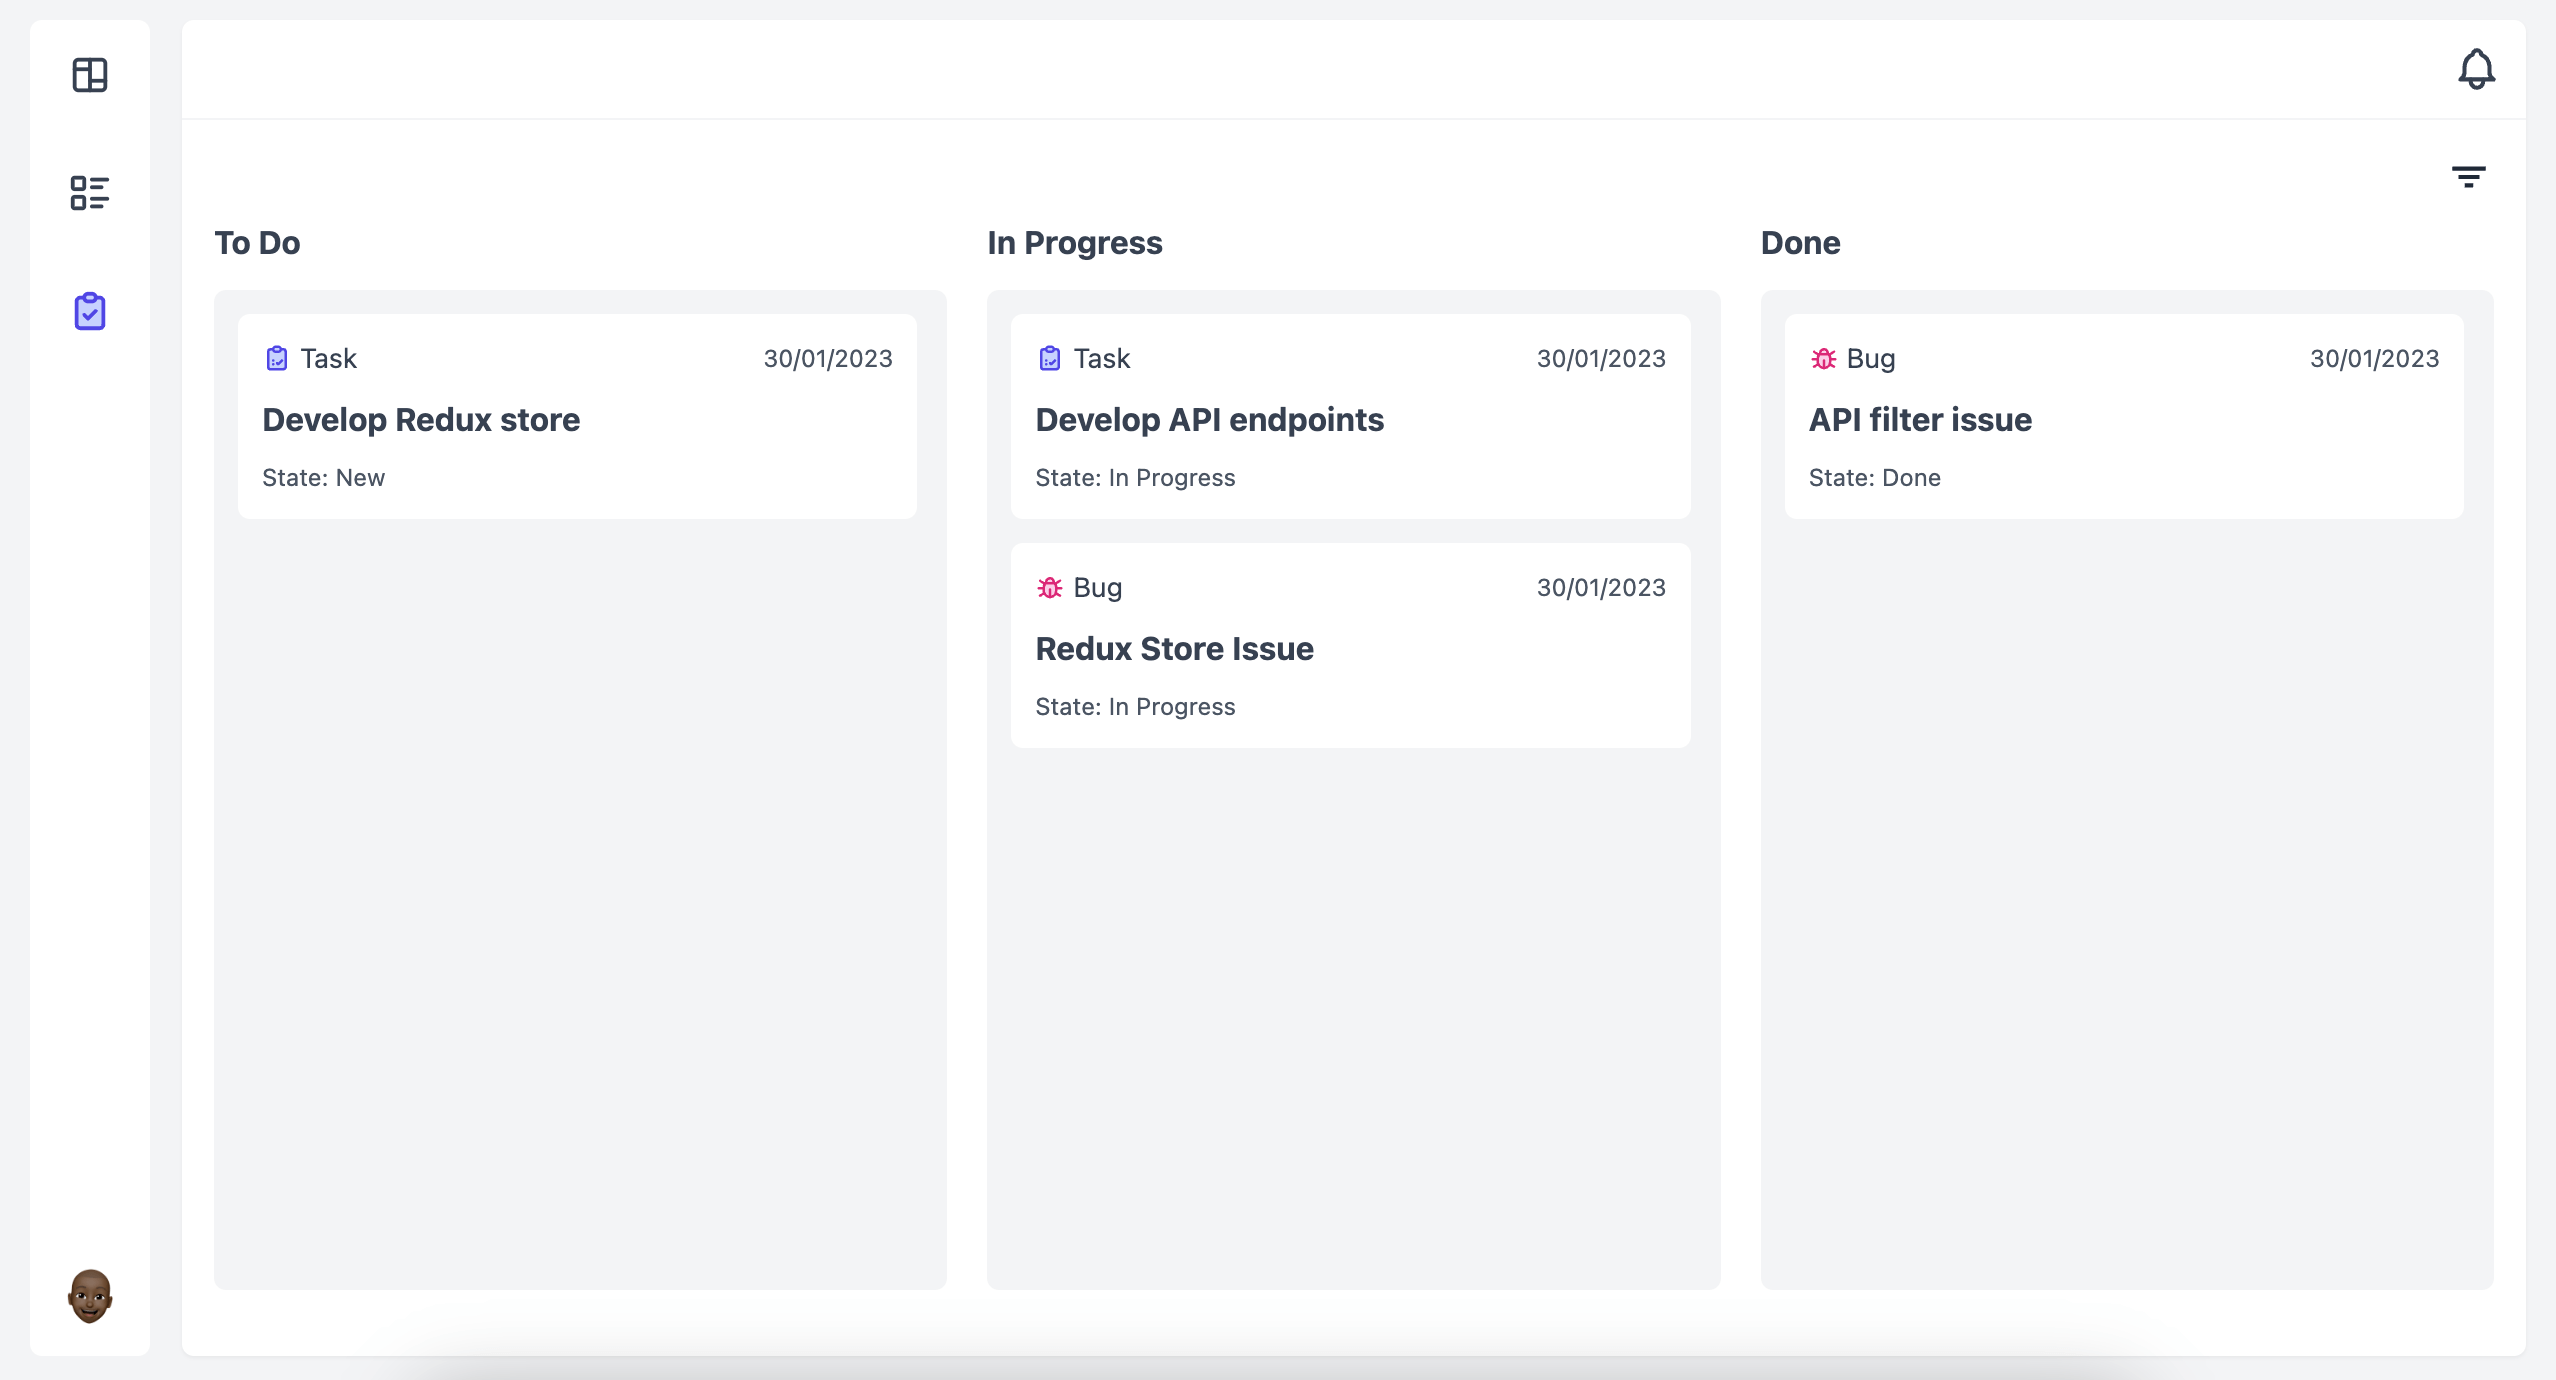 To Do
Task 30/01/2023
Develop Redux store
State: New
In Progress
Task 30/01/2023
Develop API endpoints
State: In Progress
Bug 30/01/2023
Redux Store Issue
State: In Progress
Done
Bug 30/01/2023
API filter issue
State: Done